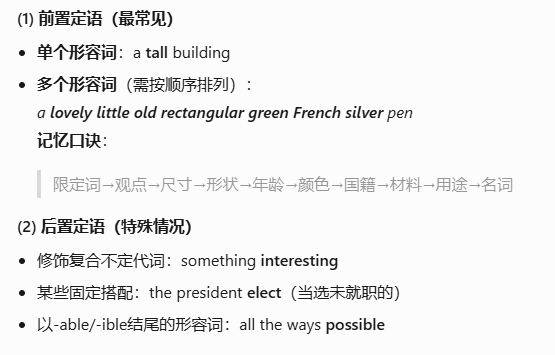 (1) 前置定语（最常见）
• 单个形容词：a tall building
• 多个形容词（需按顺序排列）：
a lovely little old rectangular green French silver pen
记忆口诀：
限定词→观点→尺寸→形状→年龄→颜色→国籍→材料→用途→名词
(2) 后置定语（特殊情况）
• 修饰复合不定代词：something interesting
• 某些固定搭配：the president elect（当选未就职的）
• 以-able/-ible结尾的形容词：all the ways possible